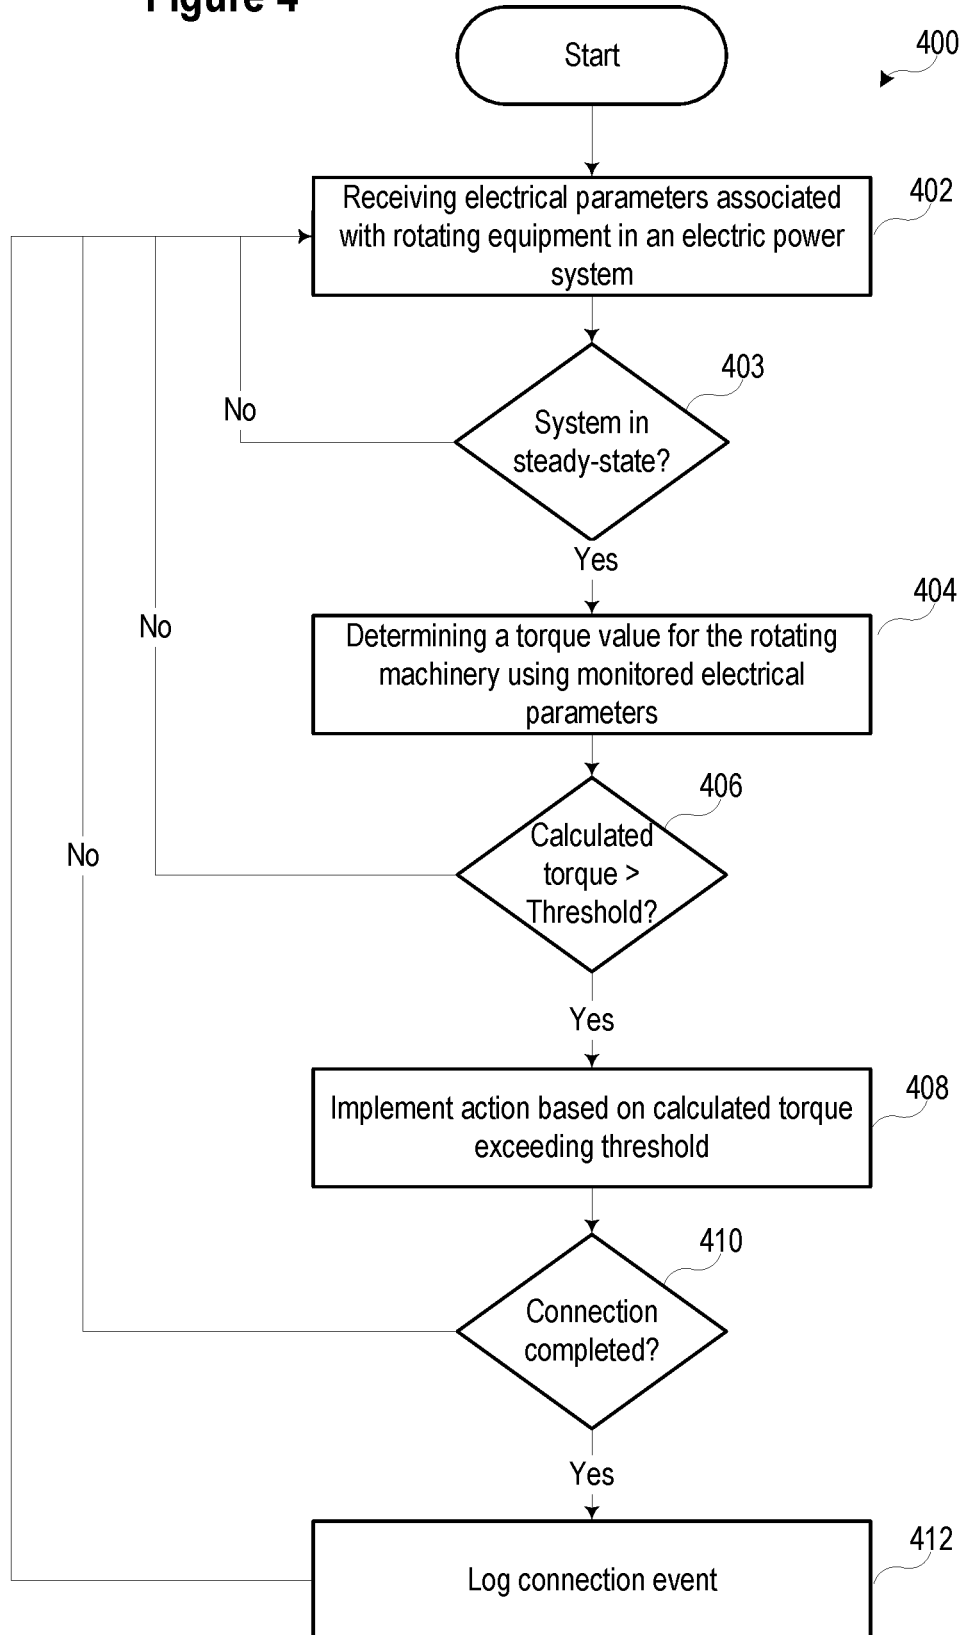 Figure 4
Start
400
Receiving electrical parameters associated
with rotating equipment in an electric power
system
402
403
System in
steady-state?
No
Yes
404
Determining a torque value for the rotating
machinery using monitored electrical
parameters
No
406
Calculated
torque >
Threshold?
No
Yes
408
Implement action based on calculated torque
exceeding threshold
410
Connection
completed?
Yes
412
Log connection event